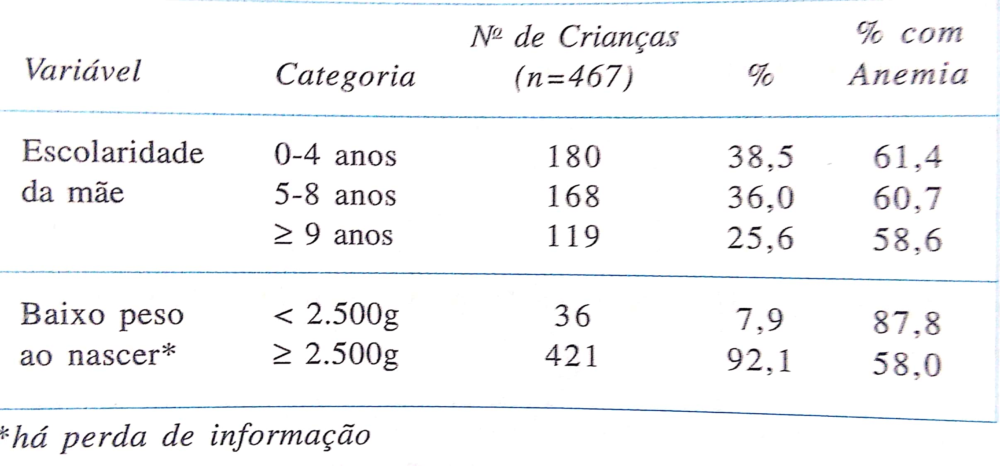 Variável Categoria Nº de Crianças (n=467) % % com Anemia
Escolaridade 0-4 anos 180 38,5 61,4
da mãe 5-8 anos 168 36,0 60,7
≥ 9 anos 119 25,6 58,6
Baixo peso < 2.500g 36 7,9 87,8
ao nascer* ≥ 2.500g 421 92,1 58,0
*há perda de informação